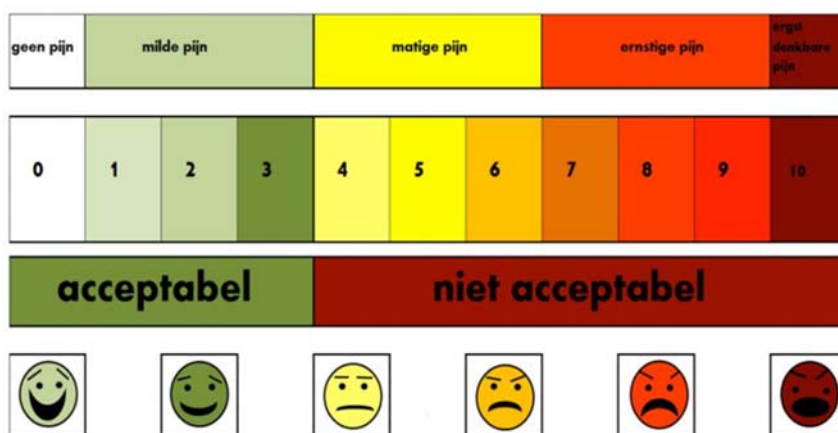 geen pijn milde pijn matige pijn ernstige pijn ergst
denkbare
pijn
0 1 2 3 4 5 6 7 8 9 10
acceptabel niet acceptabel